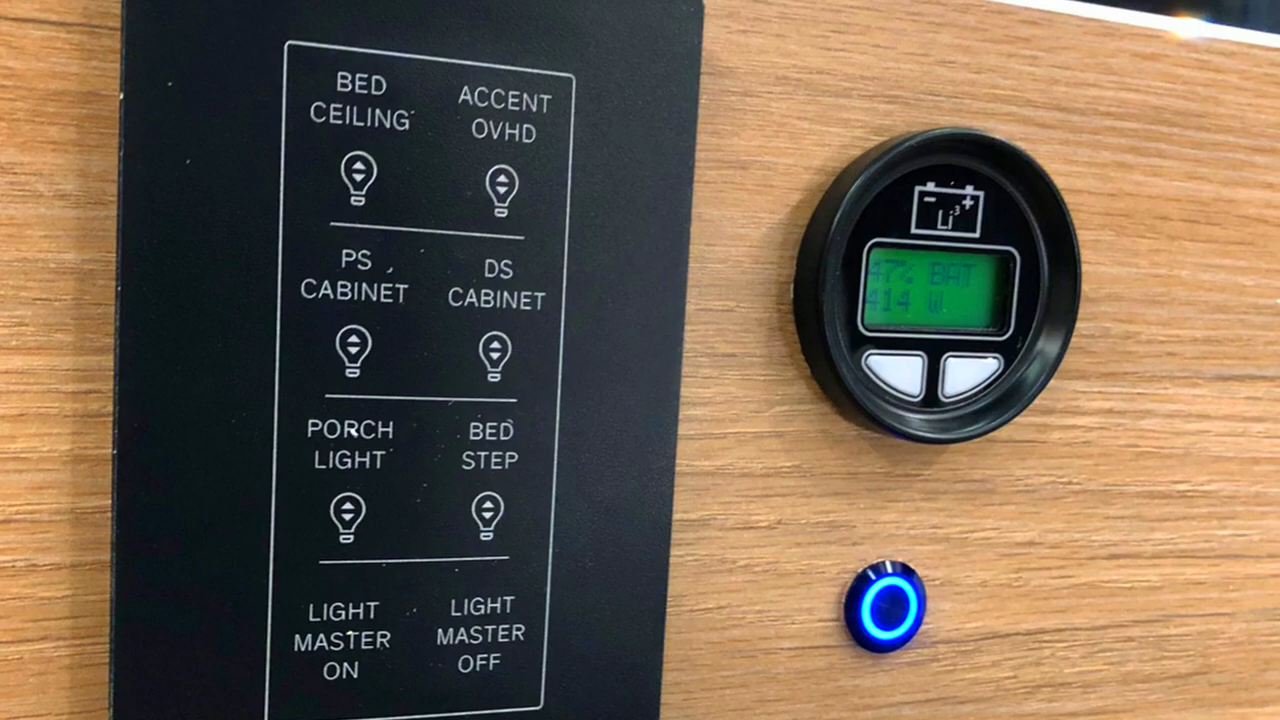 BED
CEILING
ACCENT
OVHD
PS
CABINET
DS
CABINET
PORCH
LIGHT
BED
STEP
LIGHT
MASTER
ON
LIGHT
MASTER
OFF
- +
Li³
47% BAT
414 W